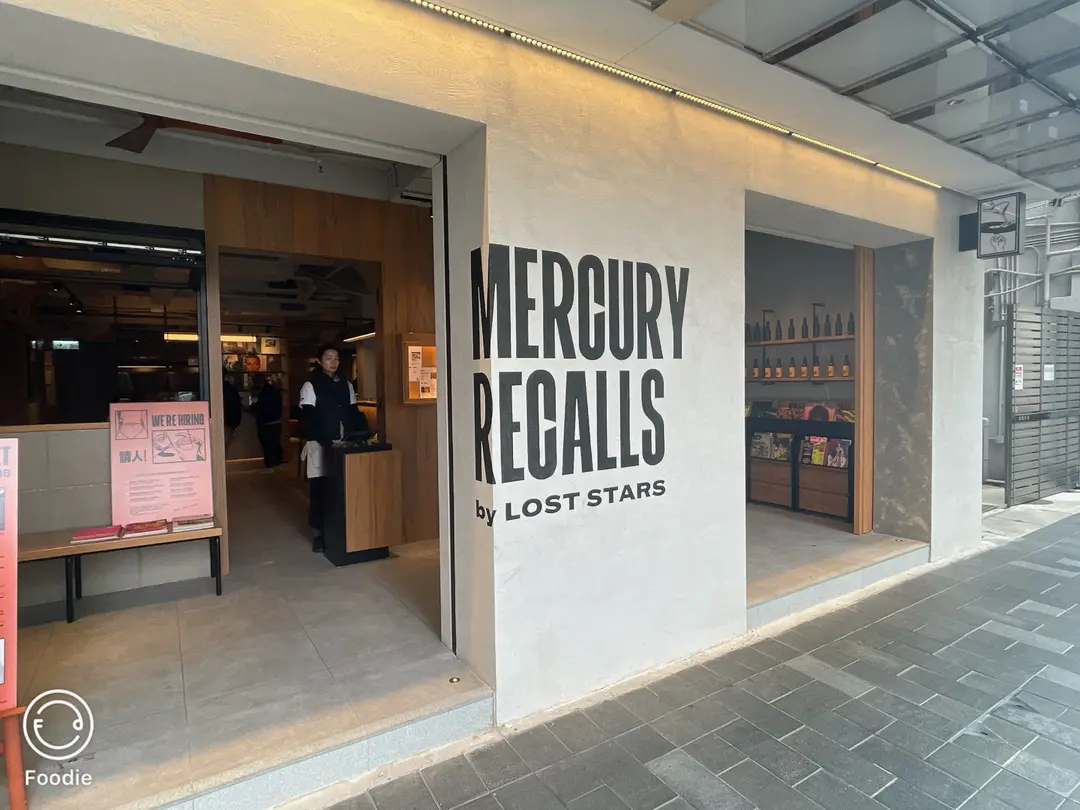 MERCURY
RECALLS
by LOST STARS
WE'RE HIRING
請人!
Foodie